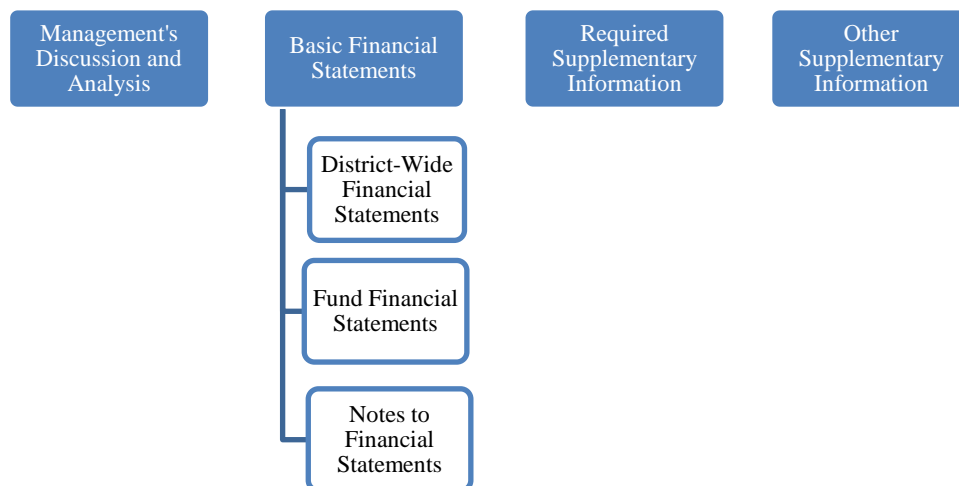 Management's
Discussion and
Analysis
Basic Financial
Statements
Required
Supplementary
Information
Other
Supplementary
Information
District-Wide
Financial
Statements
Fund Financial
Statements
Notes to
Financial
Statements